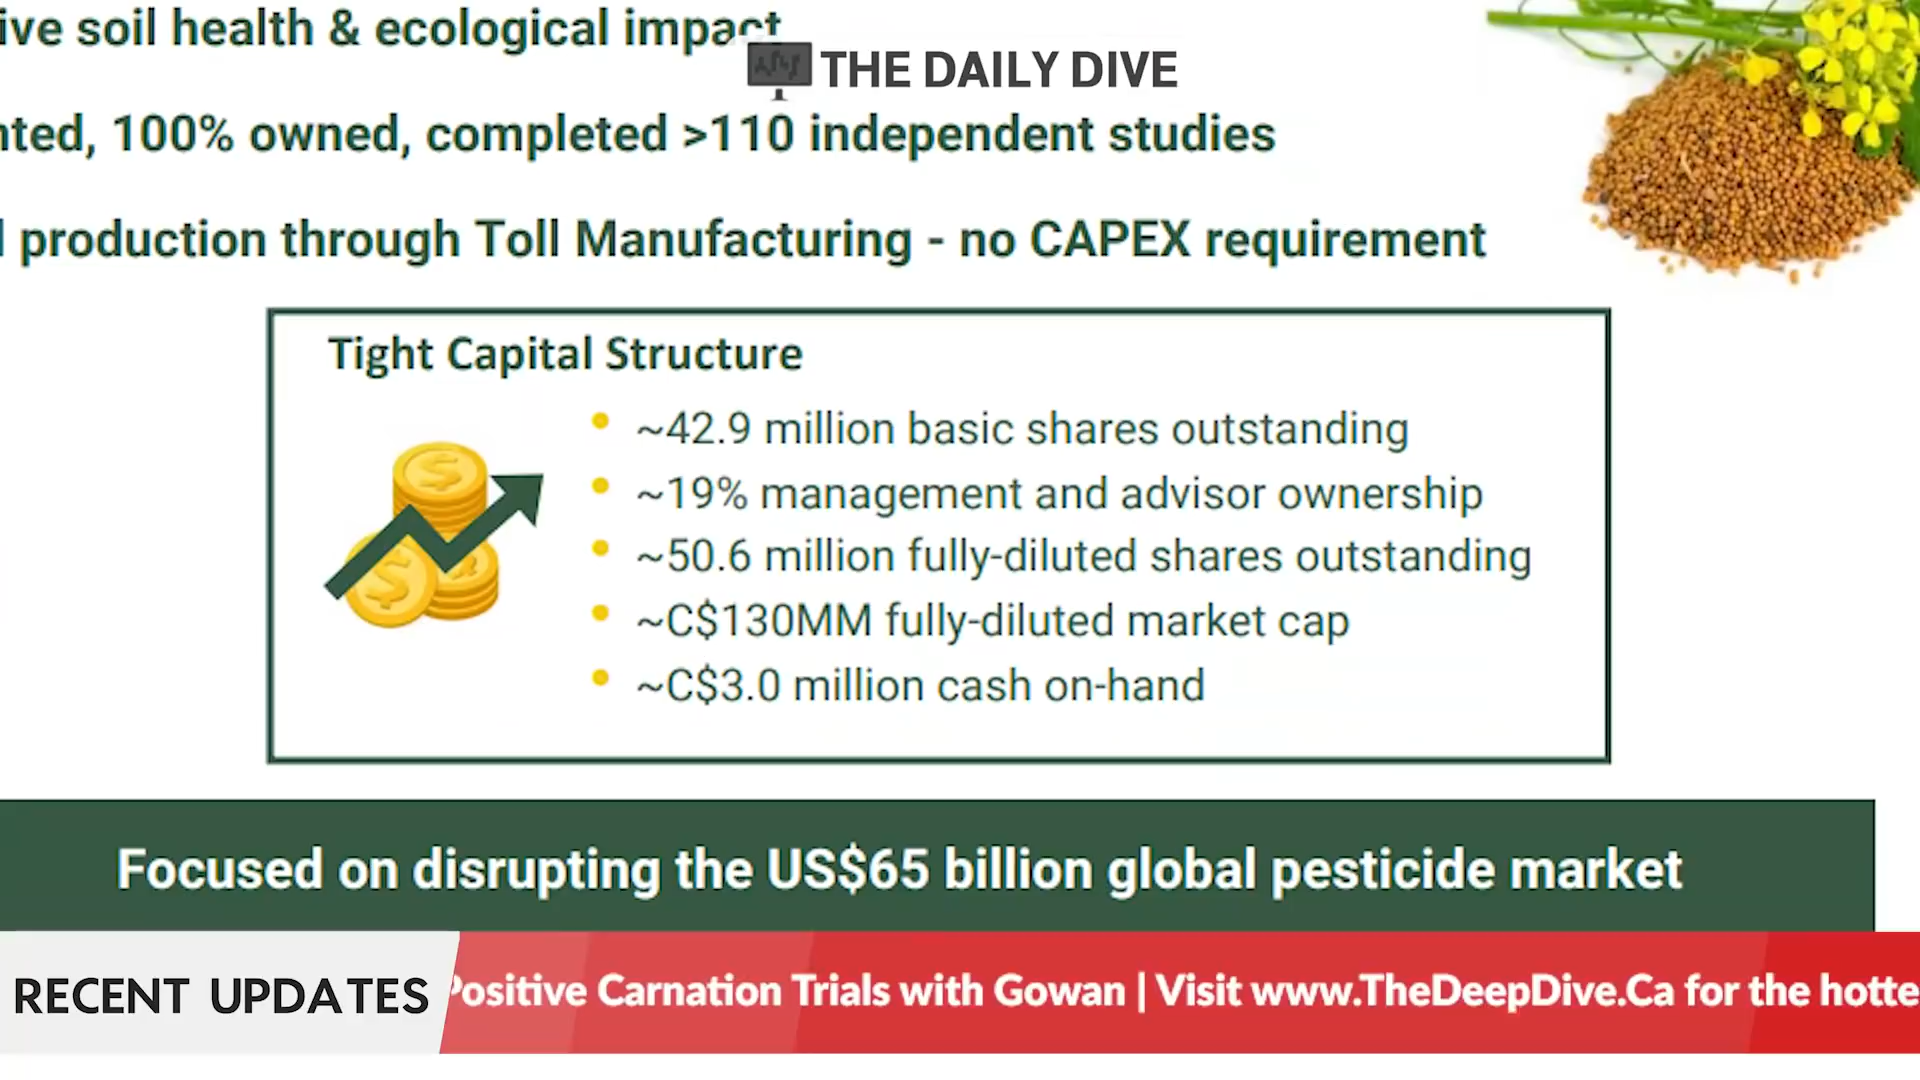 ive soil health & ecological impact
THE DAILY DIVE
nted, 100% owned, completed >110 independent studies
production through Toll Manufacturing - no CAPEX requirement
Tight Capital Structure
~42.9 million basic shares outstanding
~19% management and advisor ownership
~50.6 million fully-diluted shares outstanding
~C$130MM fully-diluted market cap
~C$3.0 million cash on-hand
Focused on disrupting the US$65 billion global pesticide market
RECENT UPDATES
Positive Carnation Trials with Gowan | Visit www.TheDeepDive.Ca for the hotte